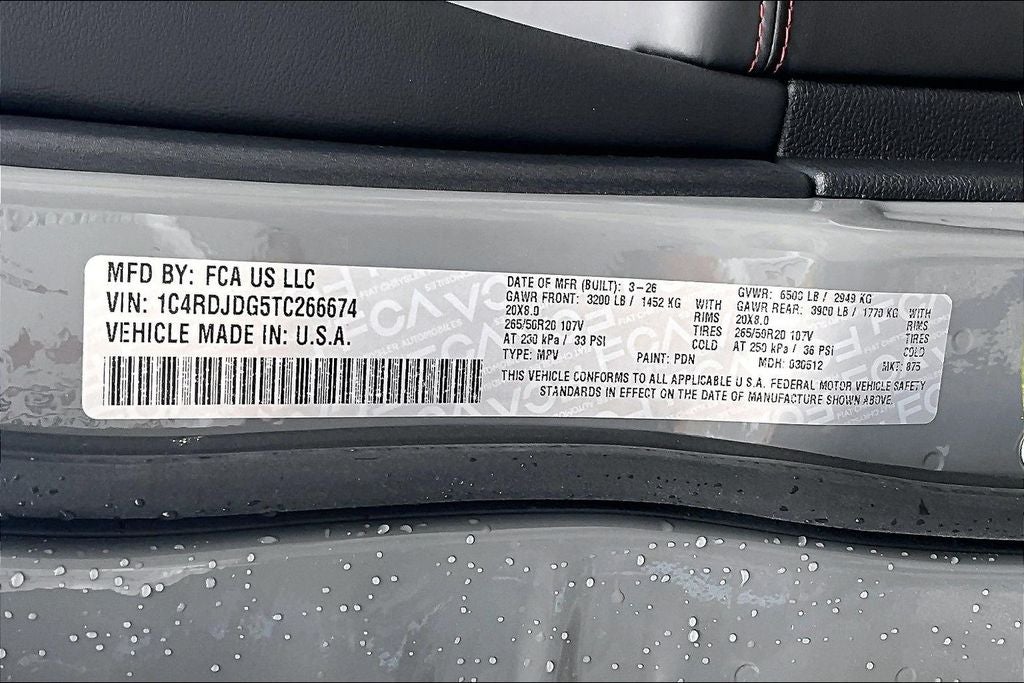 MFD BY: FCA US LLC
VIN: 1C4RDJDG5TC266674
VEHICLE MADE IN: U.S.A.
DATE OF MFR (BUILT): 3-26
GAWR FRONT: 3200 LB / 1452 KG WITH
20X8.0 RIMS
265/50R20 107V TIRES
AT 230 kPa / 33 PSI COLD
TYPE: MPV PAINT: PDN
GVWR: 6500 LB / 2949 KG
GAWR REAR: 3900 LB / 1770 KG WITH
20X8.0 RIMS
265/50R20 107V TIRES
AT 250 kPa / 36 PSI COLD
MDH: 030512 MKT: 875
THIS VEHICLE CONFORMS TO ALL APPLICABLE U.S.A. FEDERAL MOTOR VEHICLE SAFETY
STANDARDS IN EFFECT ON THE DATE OF MANUFACTURE SHOWN ABOVE.